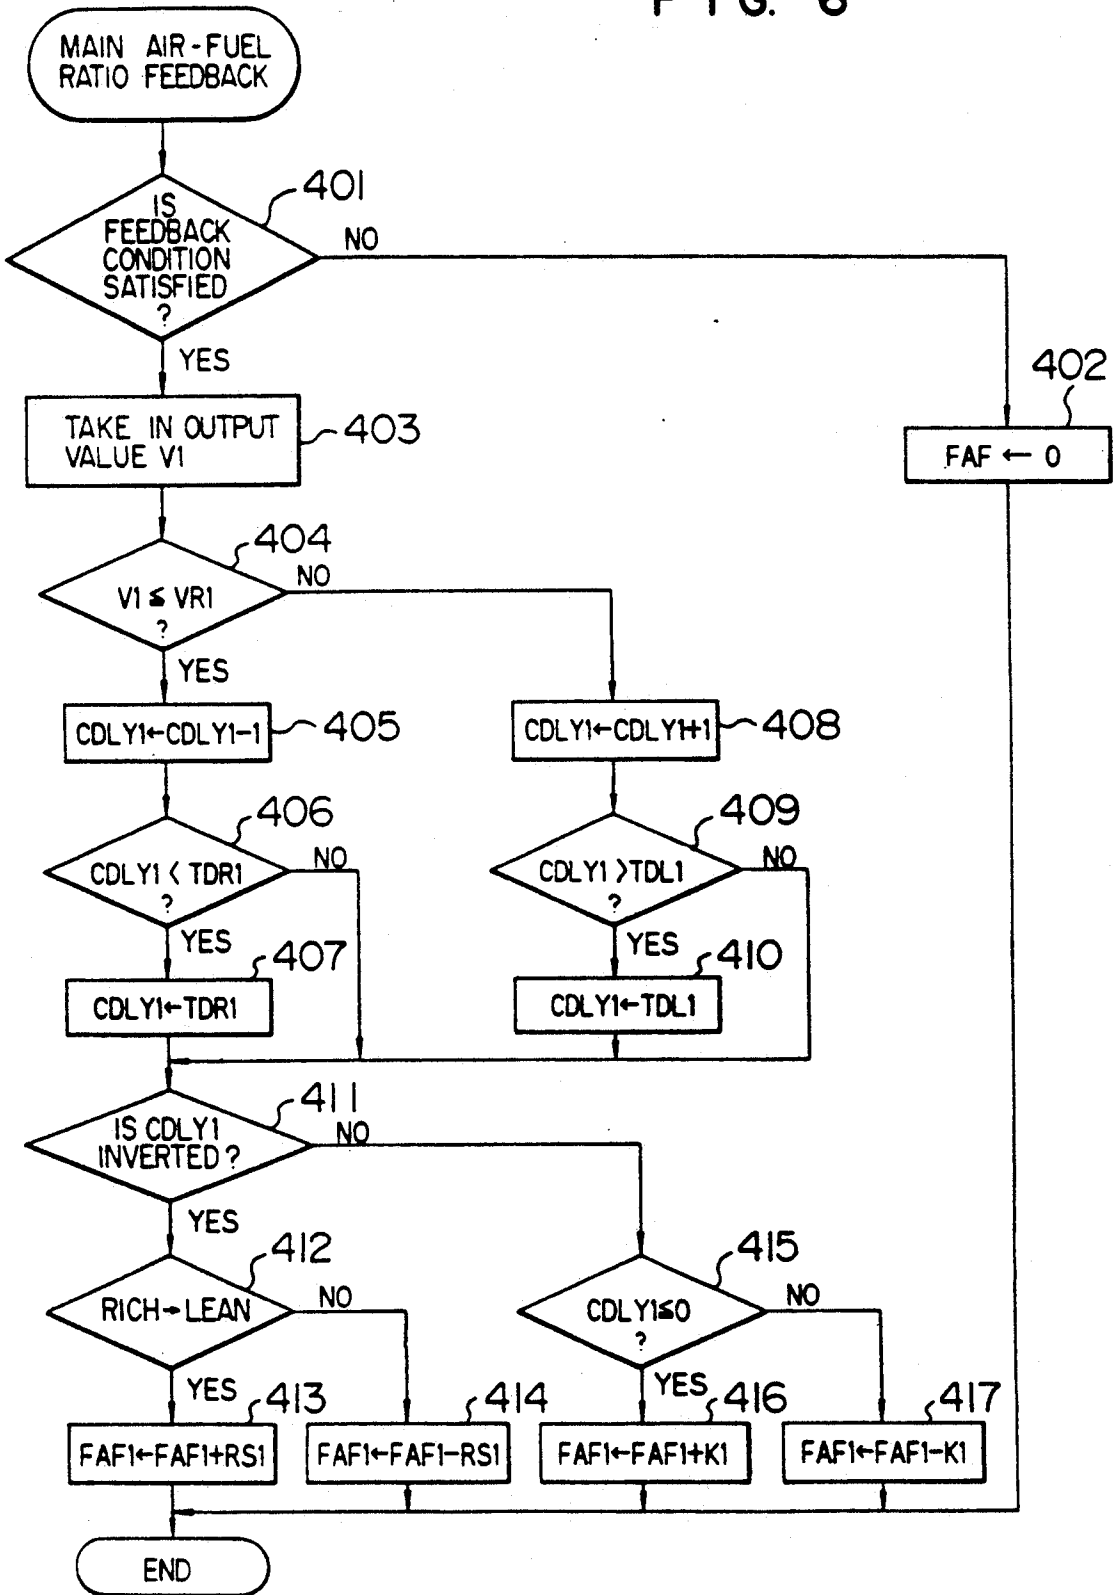 FIG. 6
MAIN AIR-FUEL
RATIO FEEDBACK
401
IS
FEEDBACK
CONDITION
SATISFIED
?
NO
YES
402
FAF ← 0
TAKE IN OUTPUT
VALUE V1
403
404
V1 ≦ VR1
?
NO
YES
CDLY1←CDLY1-1
405
CDLY1←CDLY1+1
408
406
CDLY1 < TDR1
?
NO
YES
409
CDLY1 >TDL1
?
NO
YES
407
CDLY1←TDR1
410
CDLY1←TDL1
411
IS CDLY1
INVERTED ?
NO
YES
412
RICH→LEAN
NO
YES
415
CDLY1≦0
?
NO
YES
413
FAF1←FAF1+RS1
414
FAF1←FAF1-RS1
416
FAF1←FAF1+K1
417
FAF1←FAF1-K1
END